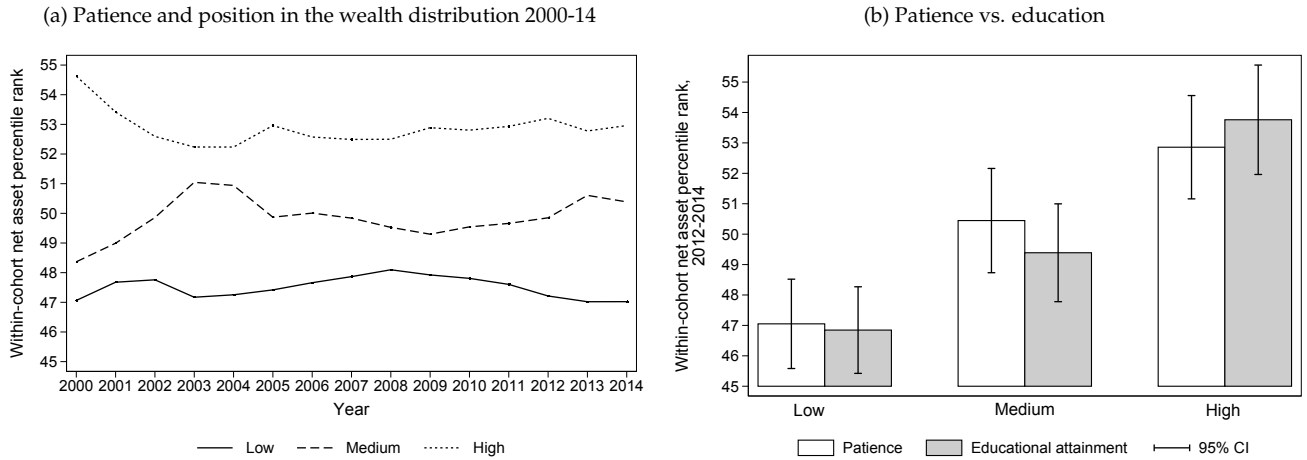 (a) Patience and position in the wealth distribution 2000-14
Within-cohort net asset percentile rank
55
54
53
52
51
50
49
48
47
46
45
2000 2001 2002 2003 2004 2005 2006 2007 2008 2009 2010 2011 2012 2013 2014
Year
Low Medium High
(b) Patience vs. education
Within-cohort net asset percentile rank,
2012-2014
55
54
53
52
51
50
49
48
47
46
45
Low Medium High
Patience Educational attainment 95% CI